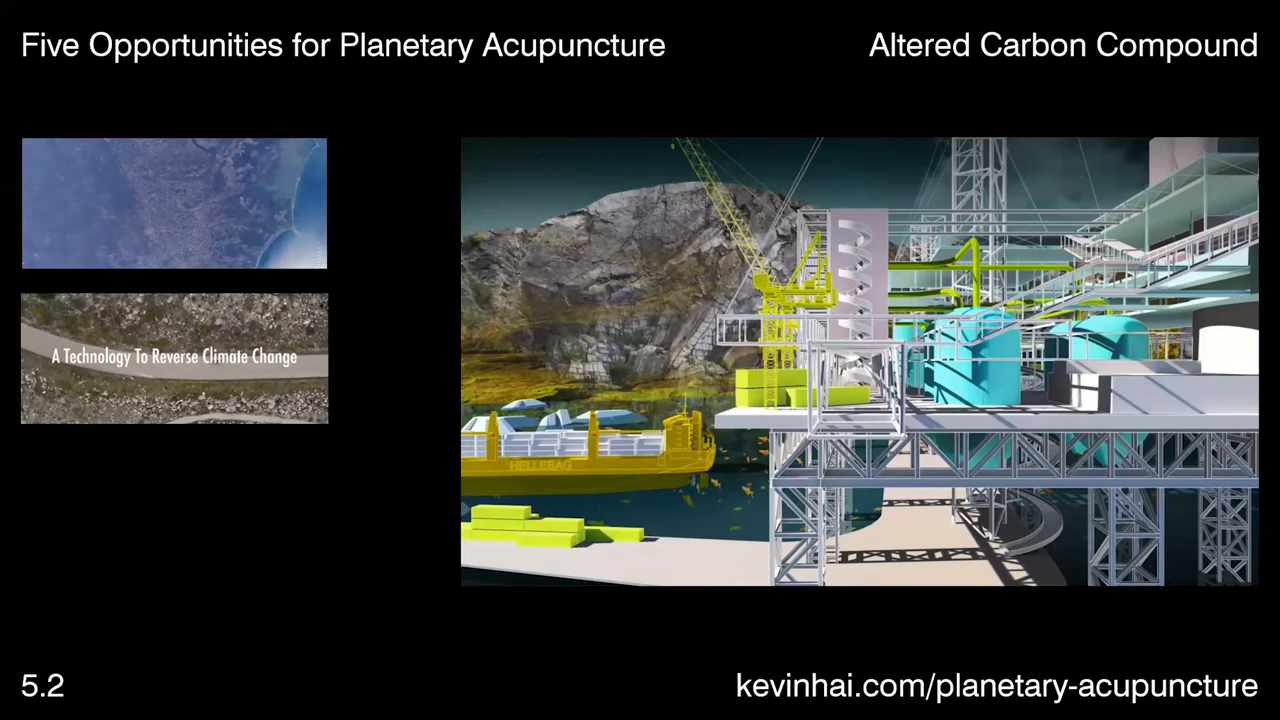 Five Opportunities for Planetary Acupuncture
Altered Carbon Compound
A Technology To Reverse Climate Change
HELLEBAG
5.2
kevinhai.com/planetary-acupuncture